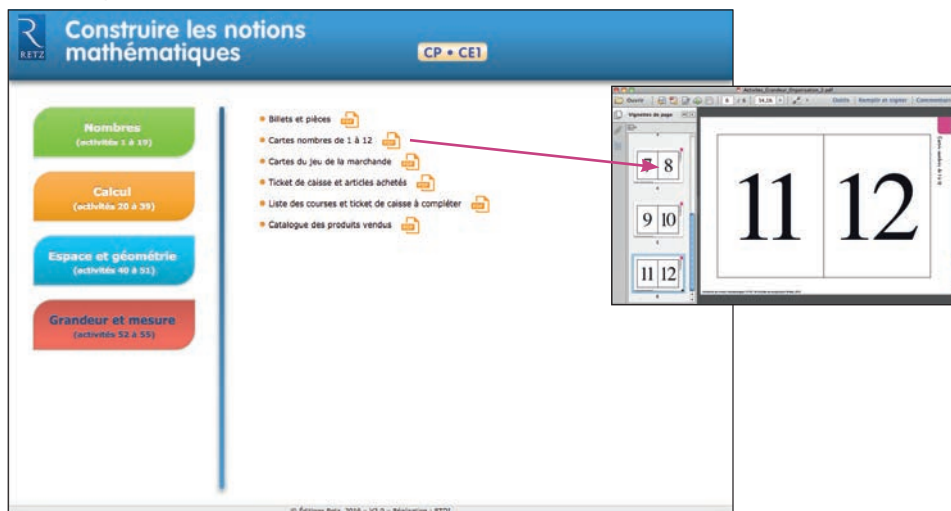 RETZ
Construire les notions
mathématiques
CP • CE1
Nombres
(activités 1 à 19)
Calcul
(activités 20 à 39)
Espace et géométrie
(activités 40 à 51)
Grandeur et mesure
(activités 52 à 55)
Billets et pièces
Cartes nombres de 1 à 12
Cartes du jeu de la marchande
Ticket de caisse et articles achetés
Liste des courses et ticket de caisse à compléter
Catalogue des produits vendus
Ouvrir
6 / 6
Outils
Remplir et signer
Commentaire
Vignettes de page
7 8
9 10
11 12
11 12